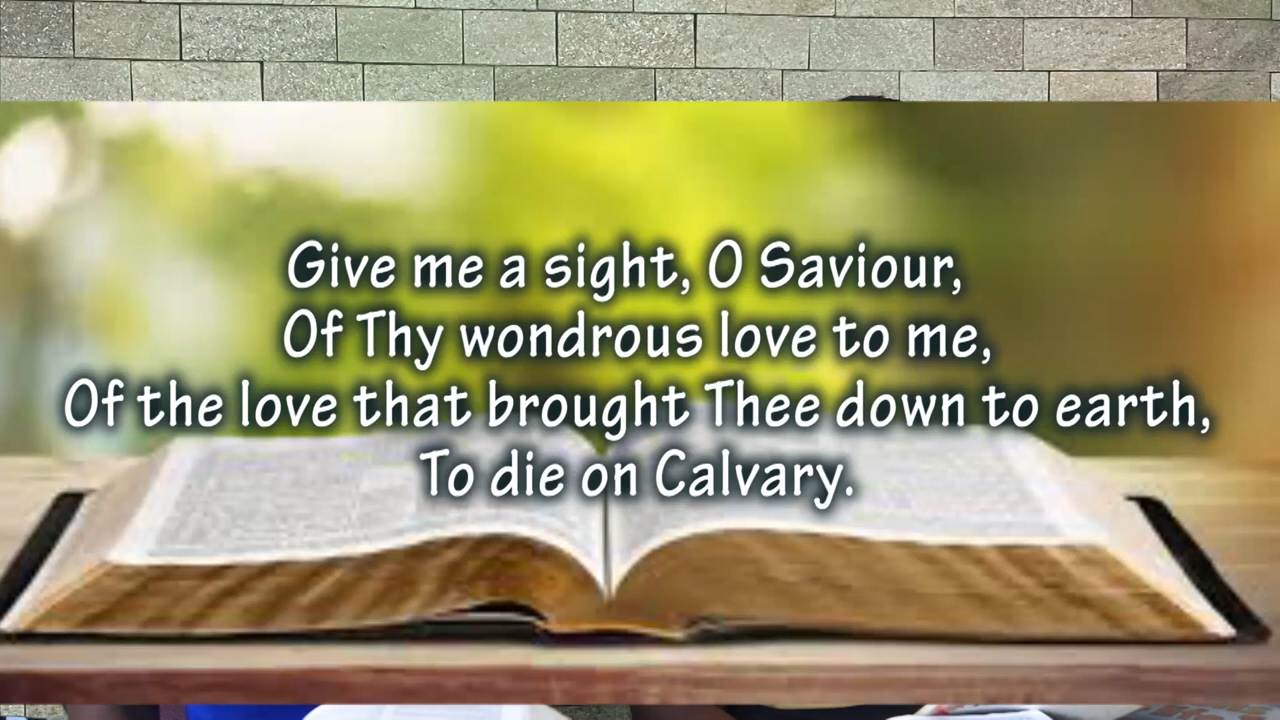 Give me a sight, O Saviour,
Of Thy wondrous love to me,
Of the love that brought Thee down to earth,
To die on Calvary.